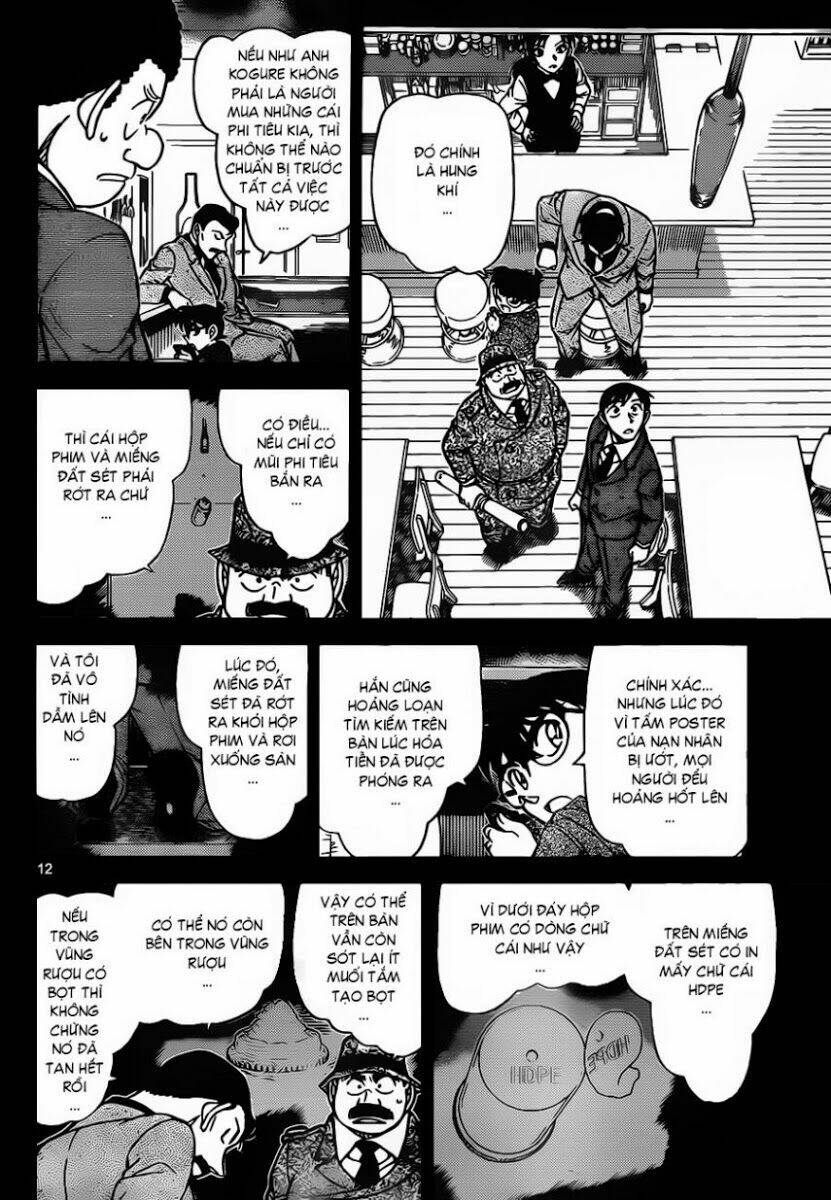 ĐÓ CHÍNH
LÀ HUNG
KHÍ
...
NẾU NHƯ ANH
KOGURE KHÔNG
PHẢI LÀ NGƯỜI
MUA NHỮNG CÁI
PHI TIÊU KIA, THÌ
KHÔNG THỂ NÀO
CHUẨN BỊ TRƯỚC
TẤT CẢ VIỆC
NÀY ĐƯỢC
...
CÓ ĐIỀU...
NẾU CHỈ CÓ
MŨI PHI TIÊU
BẮN RA
...
THÌ CÁI HỘP
PHIM VÀ MIẾNG
ĐẤT SÉT PHẢI
RỚT RA CHỨ
...
CHÍNH XÁC...
NHƯNG LÚC ĐÓ
VÌ TẤM POSTER
CỦA NẠN NHÂN
BỊ ƯỚT, MỌI
NGƯỜI ĐỀU
HOẢNG HỐT LÊN
...
HẮN CŨNG
HOẢNG LOẠN
TÌM KIẾM TRÊN
BÀN LÚC HÓA
TIỄN ĐÃ ĐƯỢC
PHÓNG RA
...
LÚC ĐÓ,
MIẾNG ĐẤT
SÉT ĐÃ RỚT
RA KHỎI HỘP
PHIM VÀ RƠI
XUỐNG SÀN
...
VÀ TÔI
ĐÃ VÔ
TÌNH
DẪM LÊN
NÓ
...
12
TRÊN MIẾNG
ĐẤT SÉT CÓ IN
MẤY CHỮ CÁI
HDPE
...
VÌ DƯỚI ĐÁY HỘP
PHIM CÓ DÒNG CHỮ
CÁI NHƯ VẬY
...
HDPE
HDPE
VẬY CÓ THỂ
TRÊN BÀN
VẪN CÒN
SÓT LẠI ÍT
MUỐI TẮM
TẠO BỌT
...
CÓ THỂ NÓ CÒN
BÊN TRONG VŨNG
RƯỢU
...
NẾU
TRONG
VŨNG
RƯỢU CÓ
BỌT THÌ
KHÔNG
CHỪNG
NÓ ĐÃ
TAN HẾT
RỒI
...